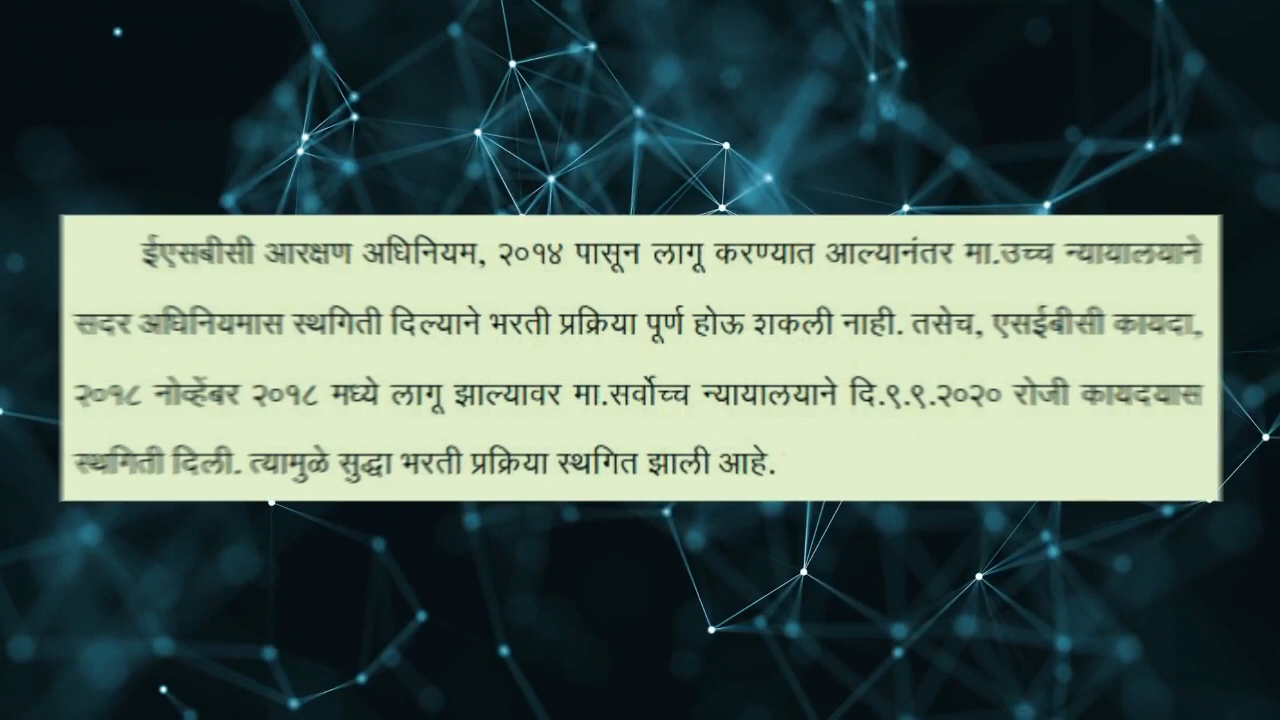 ईएसबीसी आरक्षण अधिनियम, २०१४ पासून लागू करण्यात आल्यानंतर मा.उच्च न्यायालयाने
सदर अधिनियमास स्थगिती दिल्याने भरती प्रक्रिया पूर्ण होऊ शकली नाही. तसेच, एसईबीसी कायदा,
२०१८ नोव्हेंबर २०१८ मध्ये लागू झाल्यावर मा.सर्वोच्च न्यायालयाने दि.९.९.२०२० रोजी कायदयास
स्थगिती दिली. त्यामुळे सुद्धा भरती प्रक्रिया स्थगित झाली आहे.